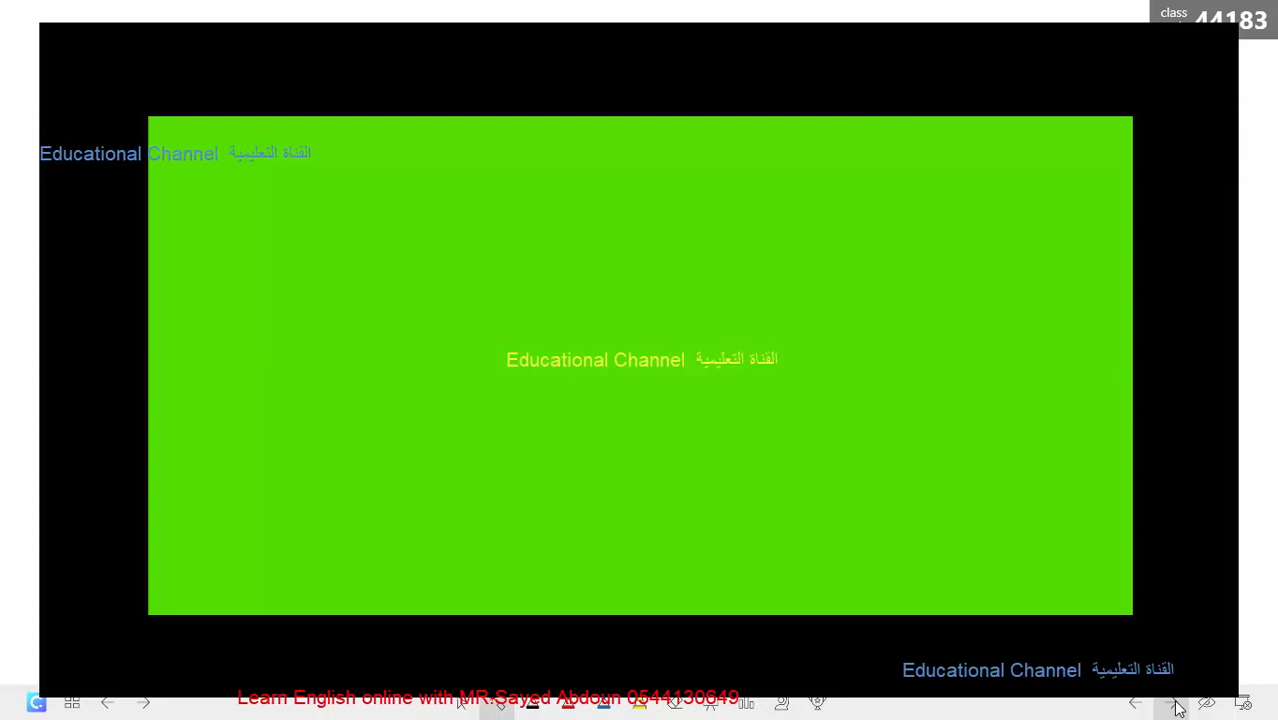 class
44183
Educational Channel القناة التعليمية
Educational Channel القناة التعليمية
Educational Channel القناة التعليمية
Learn English online with MR.Sayed Abdoun 0544130649